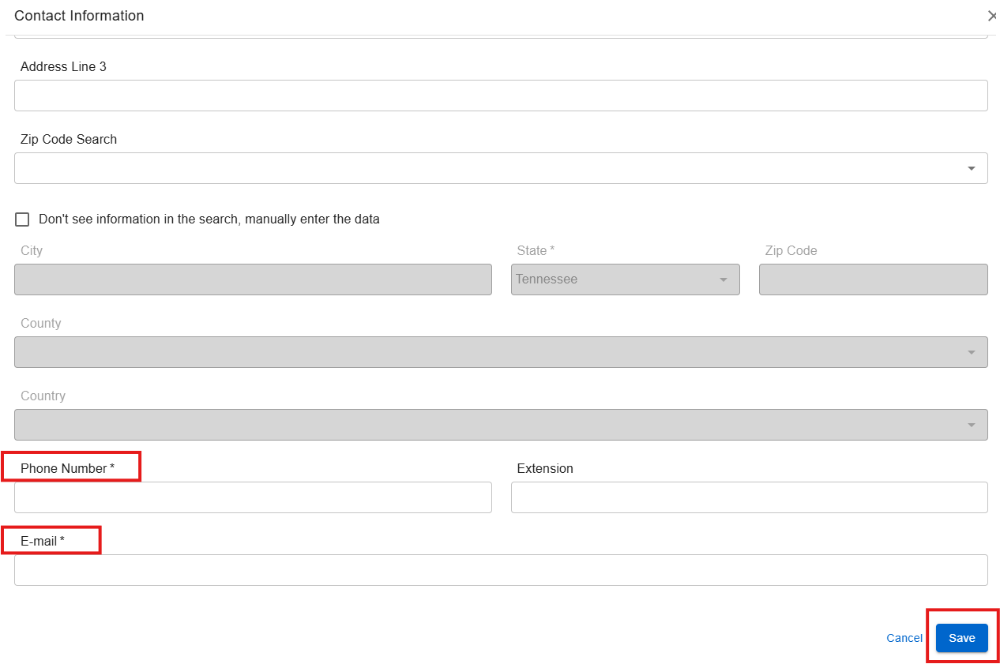 Contact Information
Address Line 3
Zip Code Search
Don't see information in the search, manually enter the data
City State * Zip Code
Tennessee
County
Country
Phone Number * Extension
E-mail *
Cancel Save